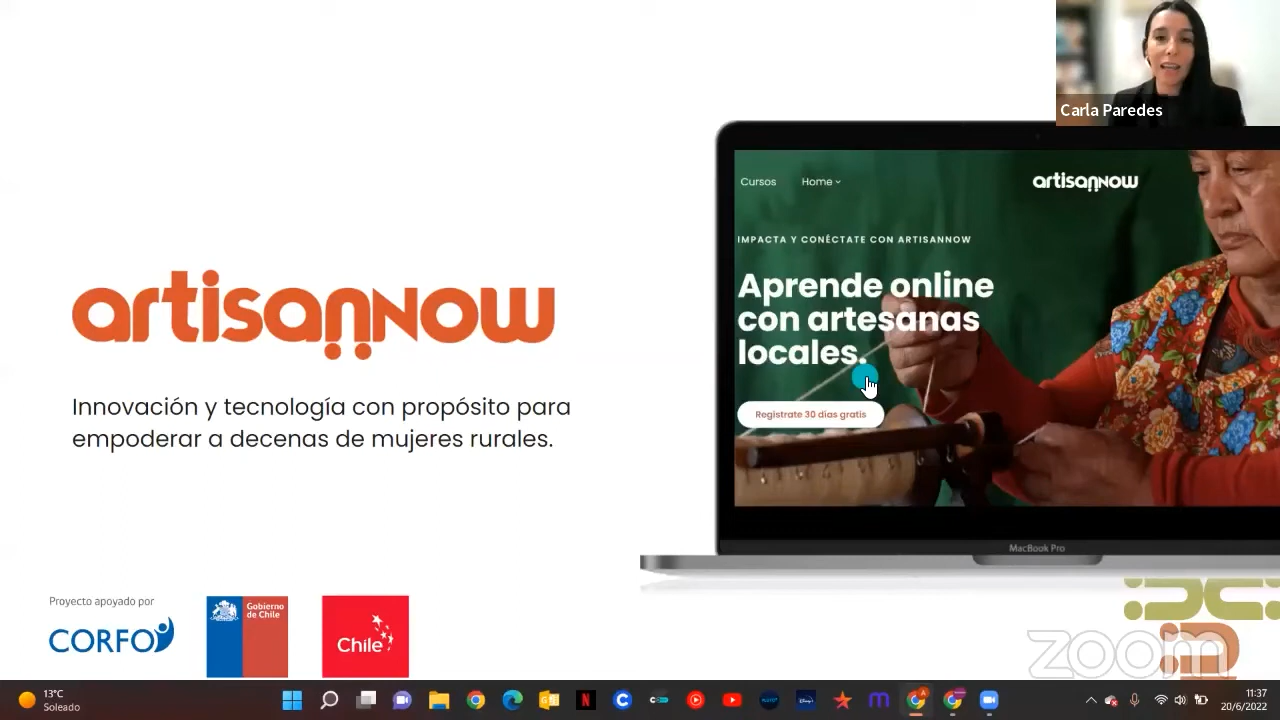 Carla Paredes
Cursos
Home
artisannow
IMPACTA Y CONÉCTATE CON ARTISANNOW
Aprende online
con artesanas
locales.
Registrate 30 días gratis
MacBook Pro
artisannow
Innovación y tecnología con propósito para
empoderar a decenas de mujeres rurales.
Proyecto apoyado por
CORFO
Gobierno
de Chile
Chile
zoom
13°C
Soleado
11:37
20/6/2022